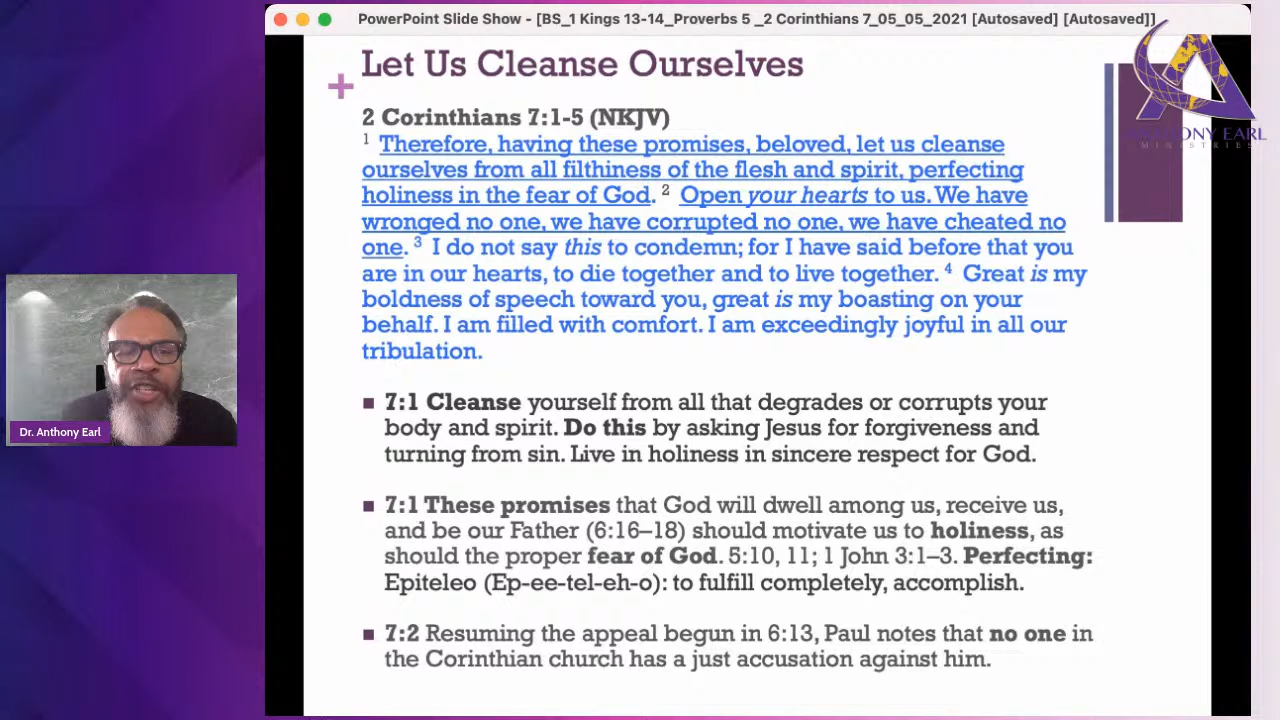 PowerPoint Slide Show - [BS_1 Kings 13-14_Proverbs 5 _2 Corinthians 7_05_05_2021 [Autosaved] [Autosaved]]
Let Us Cleanse Ourselves
+
2 Corinthians 7:1-5 (NKJV)
1 Therefore, having these promises, beloved, let us cleanse
ourselves from all filthiness of the flesh and spirit, perfecting
holiness in the fear of God. 2 Open your hearts to us. We have
wronged no one, we have corrupted no one, we have cheated no
one. 3 I do not say this to condemn; for I have said before that you
are in our hearts, to die together and to live together. 4 Great is my
boldness of speech toward you, great is my boasting on your
behalf. I am filled with comfort. I am exceedingly joyful in all our
tribulation.
■ 7:1 Cleanse yourself from all that degrades or corrupts your
body and spirit. Do this by asking Jesus for forgiveness and
turning from sin. Live in holiness in sincere respect for God.
■ 7:1 These promises that God will dwell among us, receive us,
and be our Father (6:16–18) should motivate us to holiness, as
should the proper fear of God. 5:10, 11; 1 John 3:1–3. Perfecting:
Epiteleo (Ep-ee-tel-eh-o): to fulfill completely, accomplish.
■ 7:2 Resuming the appeal begun in 6:13, Paul notes that no one in
the Corinthian church has a just accusation against him.
ANTHONY EARL
MINISTRIES
Dr. Anthony Earl